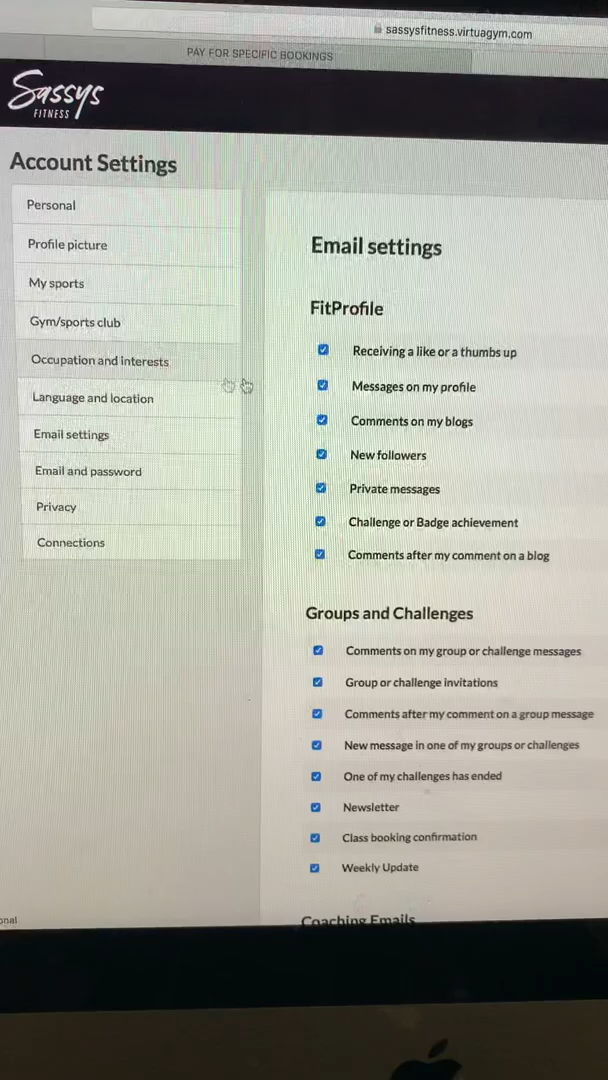 sassysfitness.virtuagym.com
PAY FOR SPECIFIC BOOKINGS
Sassys
FITNESS
Account Settings
Personal
Profile picture
My sports
Gym/sports club
Occupation and interests
Language and location
Email settings
Email and password
Privacy
Connections
Email settings
FitProfile
Receiving a like or a thumbs up
Messages on my profile
Comments on my blogs
New followers
Private messages
Challenge or Badge achievement
Comments after my comment on a blog
Groups and Challenges
Comments on my group or challenge messages
Group or challenge invitations
Comments after my comment on a group message
New message in one of my groups or challenges
One of my challenges has ended
Newsletter
Class booking confirmation
Weekly Update
Coaching Emails